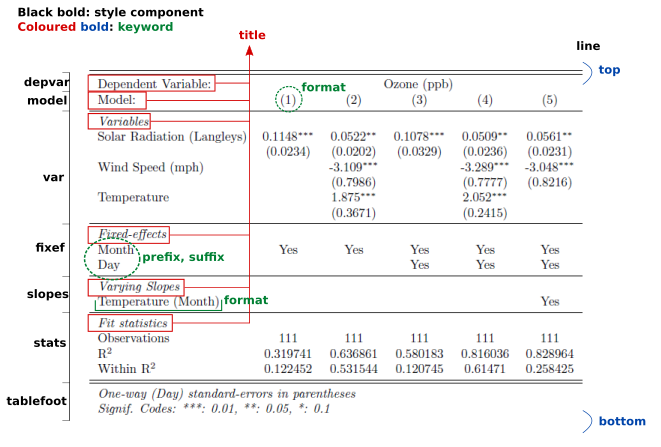 Black bold: style component
Coloured bold: keyword
title
line
top
depvar Dependent Variable: Ozone (ppb)
format
model Model: (1) (2) (3) (4) (5)
Variables
Solar Radiation (Langleys) 0.1148*** 0.0522** 0.1078*** 0.0509** 0.0561**
(0.0234) (0.0202) (0.0329) (0.0236) (0.0231)
Wind Speed (mph) -3.109*** -3.289*** -3.048***
var
(0.7986) (0.7777) (0.8216)
Temperature 1.875*** 2.052***
(0.3671) (0.2415)
Fixed-effects
fixef Month Yes Yes Yes Yes
prefix, suffix
Day Yes Yes Yes
Varying Slopes
slopes Temperature (Month) format Yes
Fit statistics
Observations 111 111 111 111 111
stats
R2 0.319741 0.636861 0.580183 0.816036 0.828964
Within R2 0.122452 0.531544 0.120745 0.61471 0.258425
One-way (Day) standard-errors in parentheses
tablefoot
Signif. Codes: ***: 0.01, **: 0.05, *: 0.1
bottom